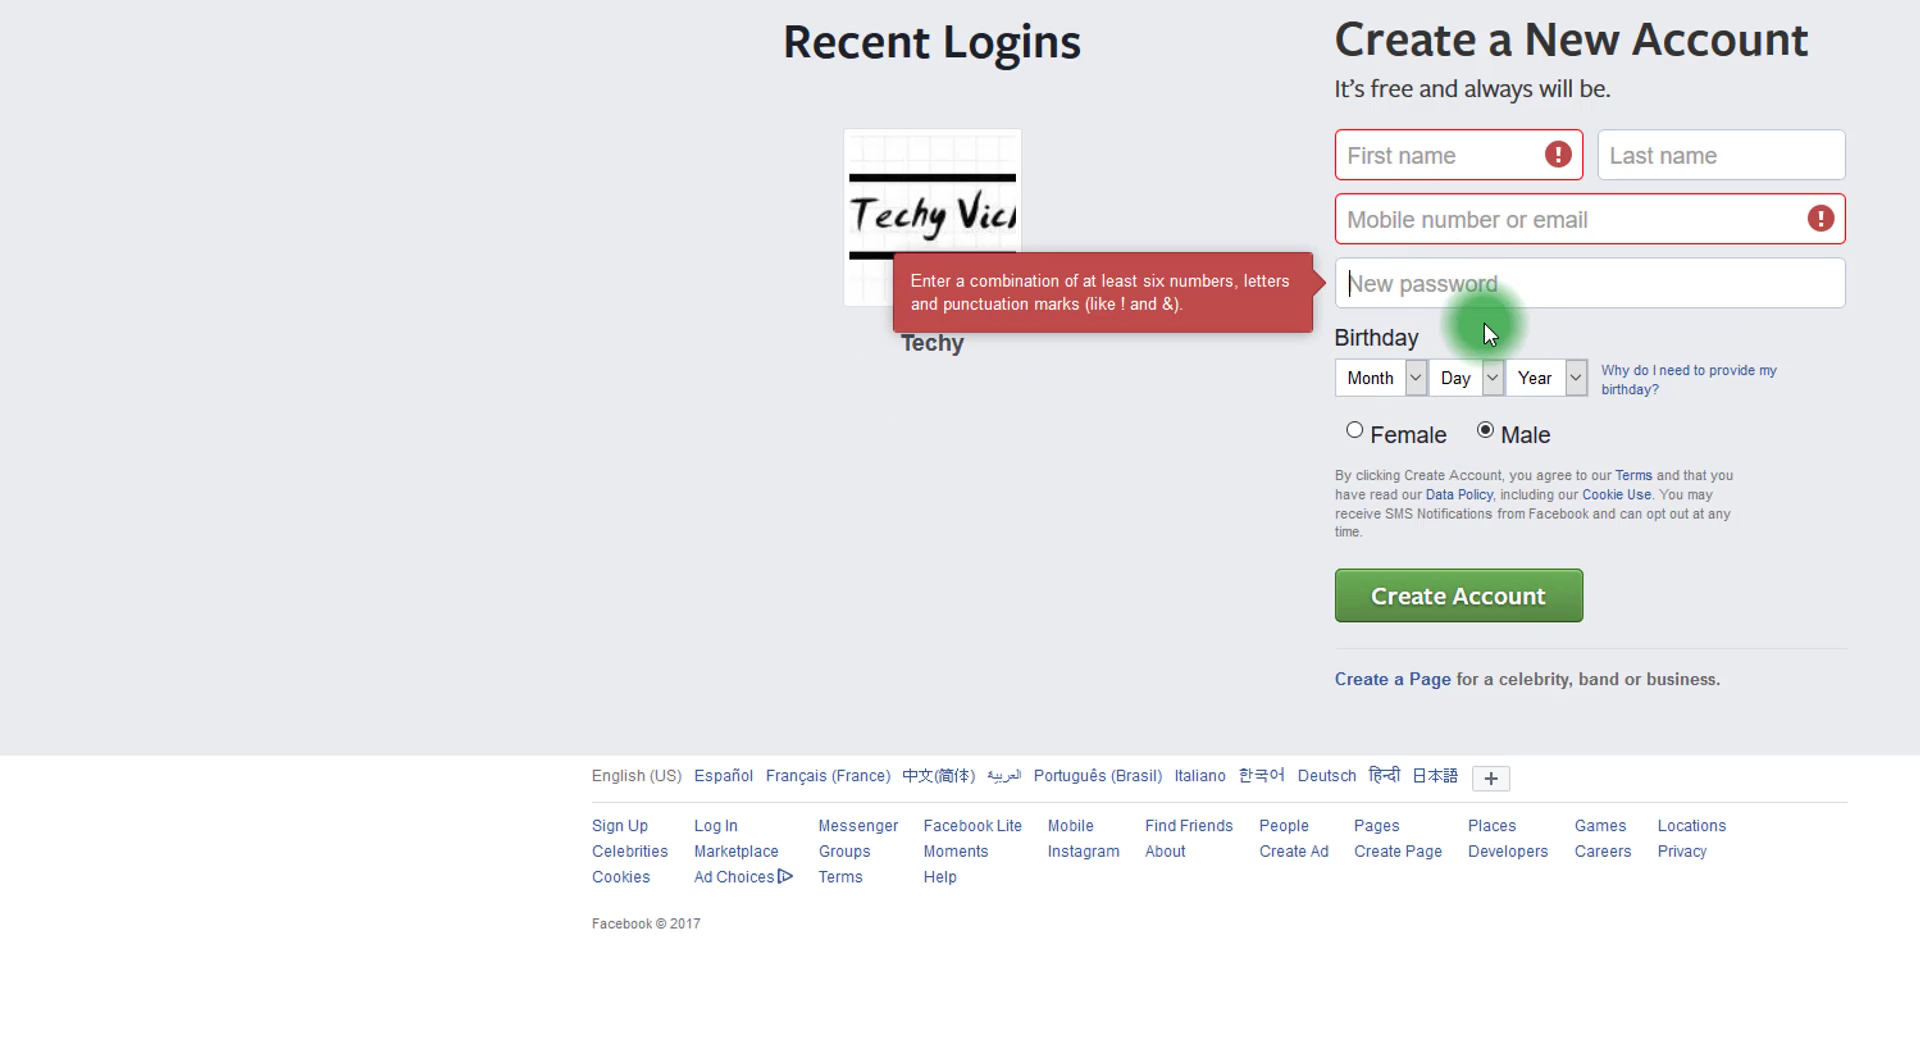 Recent Logins
Techy
Create a New Account
It's free and always will be.
First name
Last name
Mobile number or email
Enter a combination of at least six numbers, letters
and punctuation marks (like ! and &).
New password
Birthday
Month
Day
Year
Why do I need to provide my
birthday?
Female
Male
By clicking Create Account, you agree to our Terms and that you
have read our Data Policy, including our Cookie Use. You may
receive SMS Notifications from Facebook and can opt out at any
time.
Create Account
Create a Page for a celebrity, band or business.
English (US) Español Français (France) 中文(简体) العربية Português (Brasil) Italiano 한국어 Deutsch हिन्दी 日本語 +
Sign Up Log In Messenger Facebook Lite Mobile Find Friends People Pages Places Games Locations
Celebrities Marketplace Groups Moments Instagram About Create Ad Create Page Developers Careers Privacy
Cookies Ad Choices Terms Help
Facebook © 2017